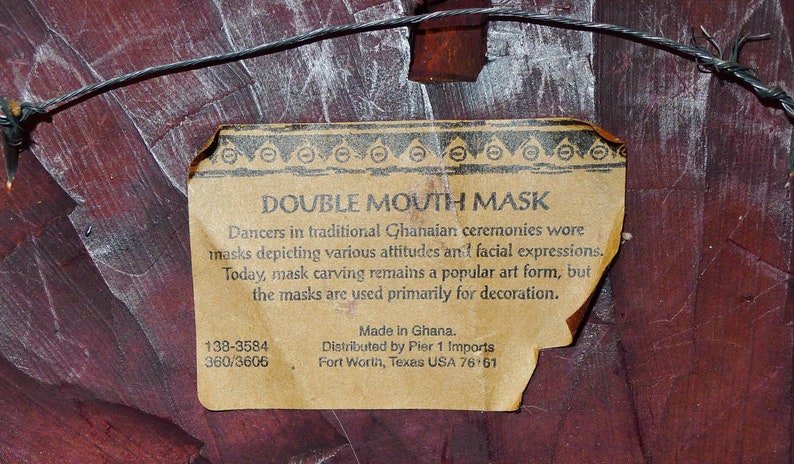 DOUBLE MOUTH MASK
Dancers in traditional Ghanaian ceremonies wore
masks depicting various attitudes and facial expressions.
Today, mask carving remains a popular art form, but
the masks are used primarily for decoration.
Made in Ghana.
138-3584 Distributed by Pier 1 Imports
360/3606 Fort Worth, Texas USA 76161